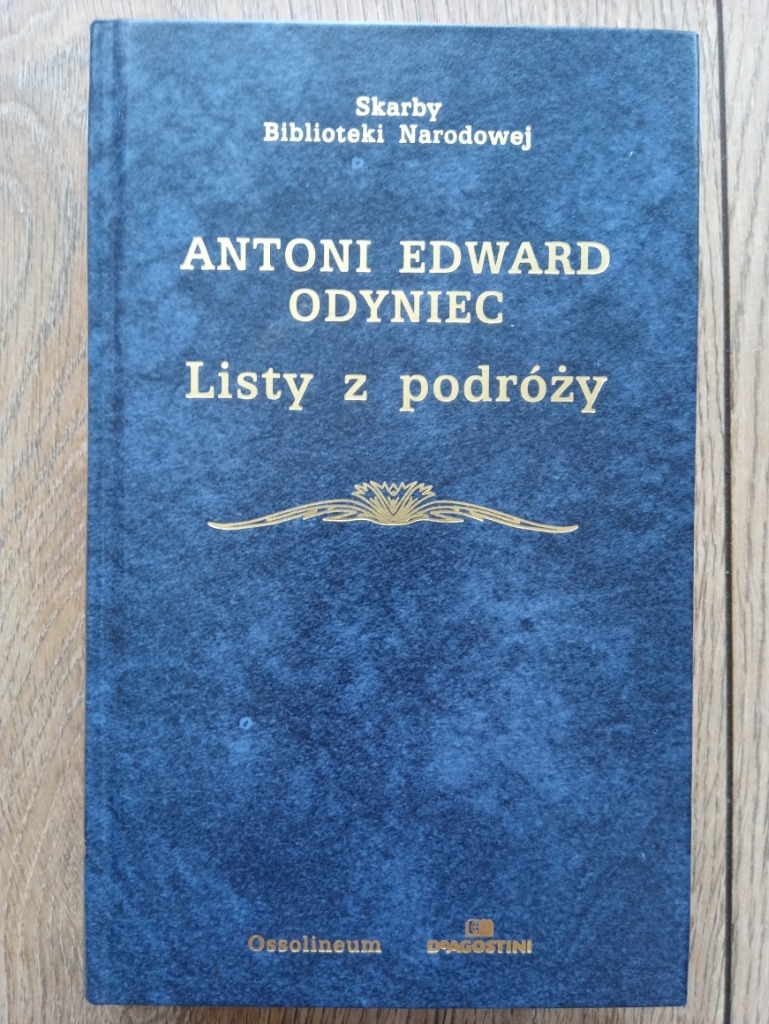 Skarby
Biblioteki Narodowej
ANTONI EDWARD
ODYNIEC
Listy z podróży
Ossolineum
DeAGOSTINI